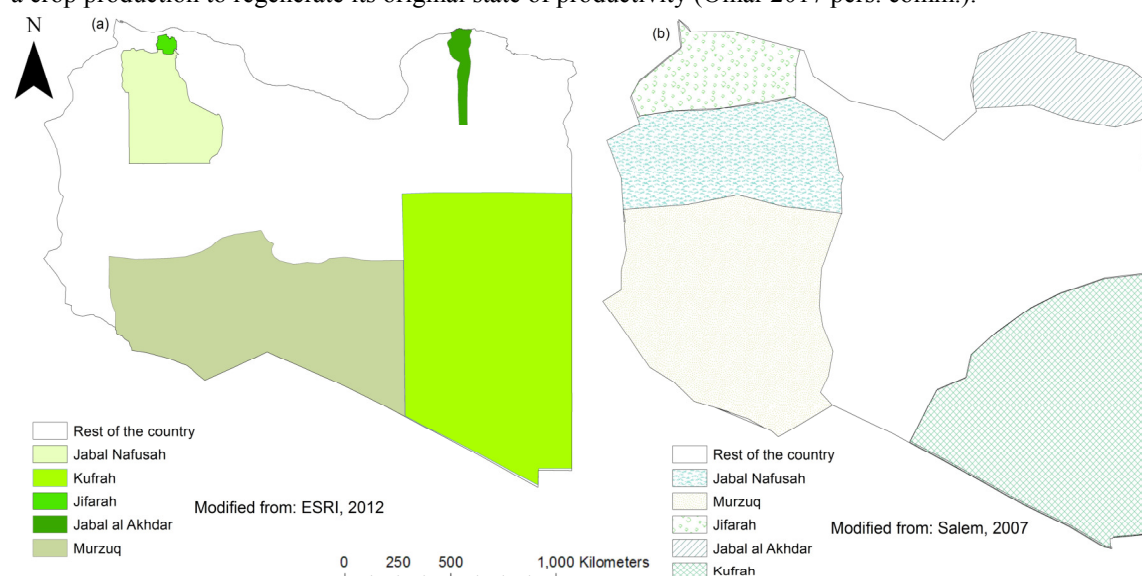 a crop production to regenerate its original state of productivity (Omar 2017 pers. comm.).
N
(a)
Rest of the country
Jabal Nafusah
Kufrah
Jifarah
Jabal al Akhdar
Murzuq
Modified from: ESRI, 2012
0 250 500 1,000 Kilometers
(b)
Rest of the country
Jabal Nafusah
Murzuq
Jifarah
Jabal al Akhdar
Kufrah
Modified from: Salem, 2007